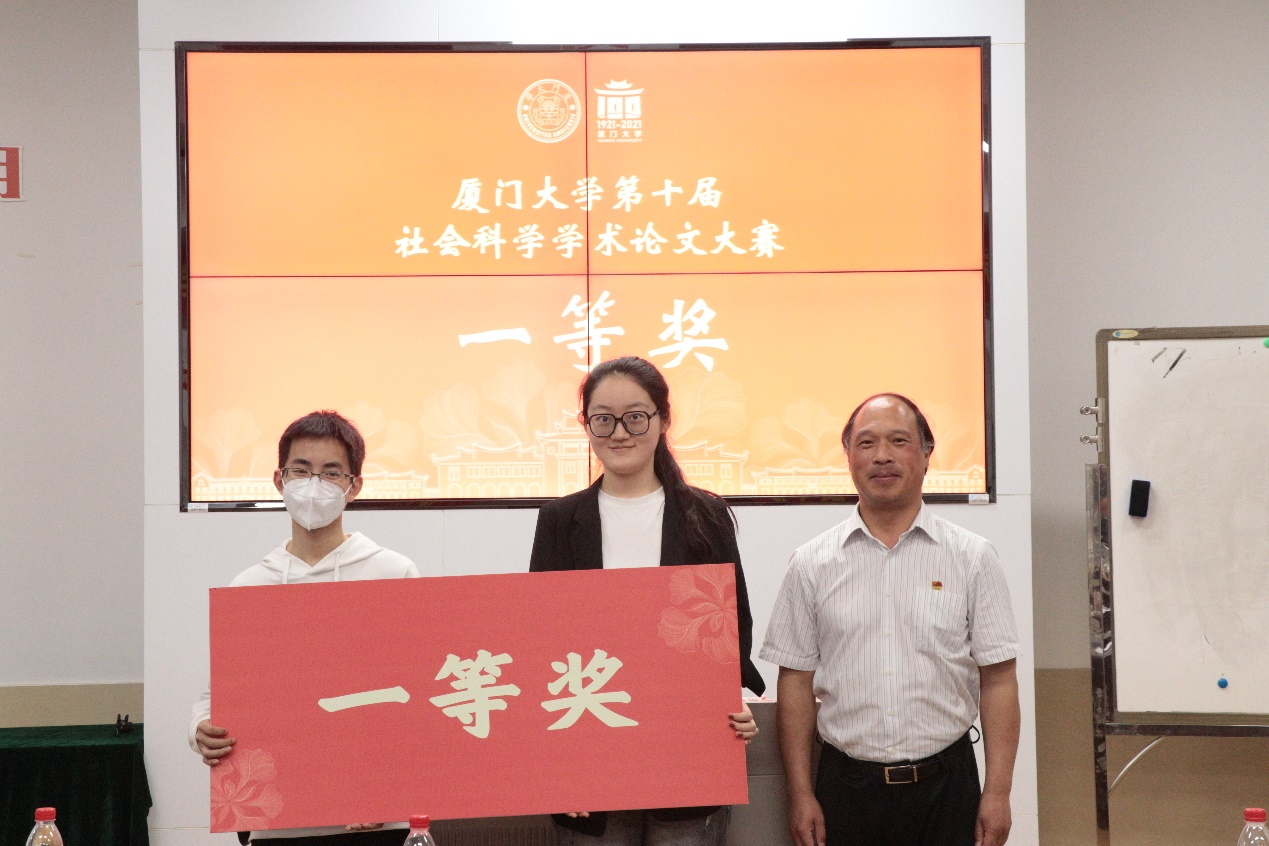 1921-2021
厦门大学
厦门大学第十届
社会科学学术论文大赛
一等奖
一等奖